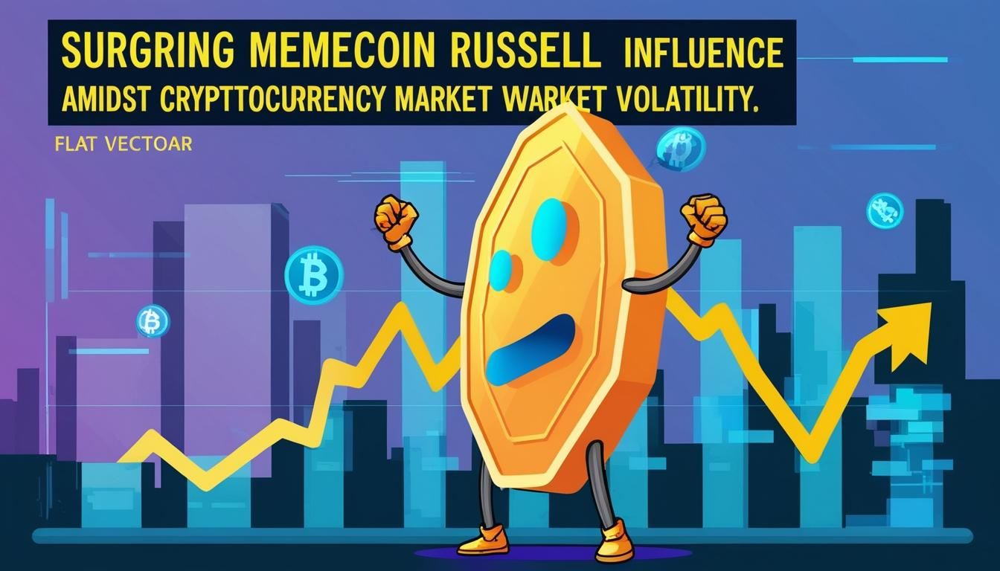 SURGRING MEMECOIN RUSSELL INFLUENCE
AMIDST CRYPTTOCURRENCY MARKET WARKET VOLATILITY.
FLAT VECTOAR